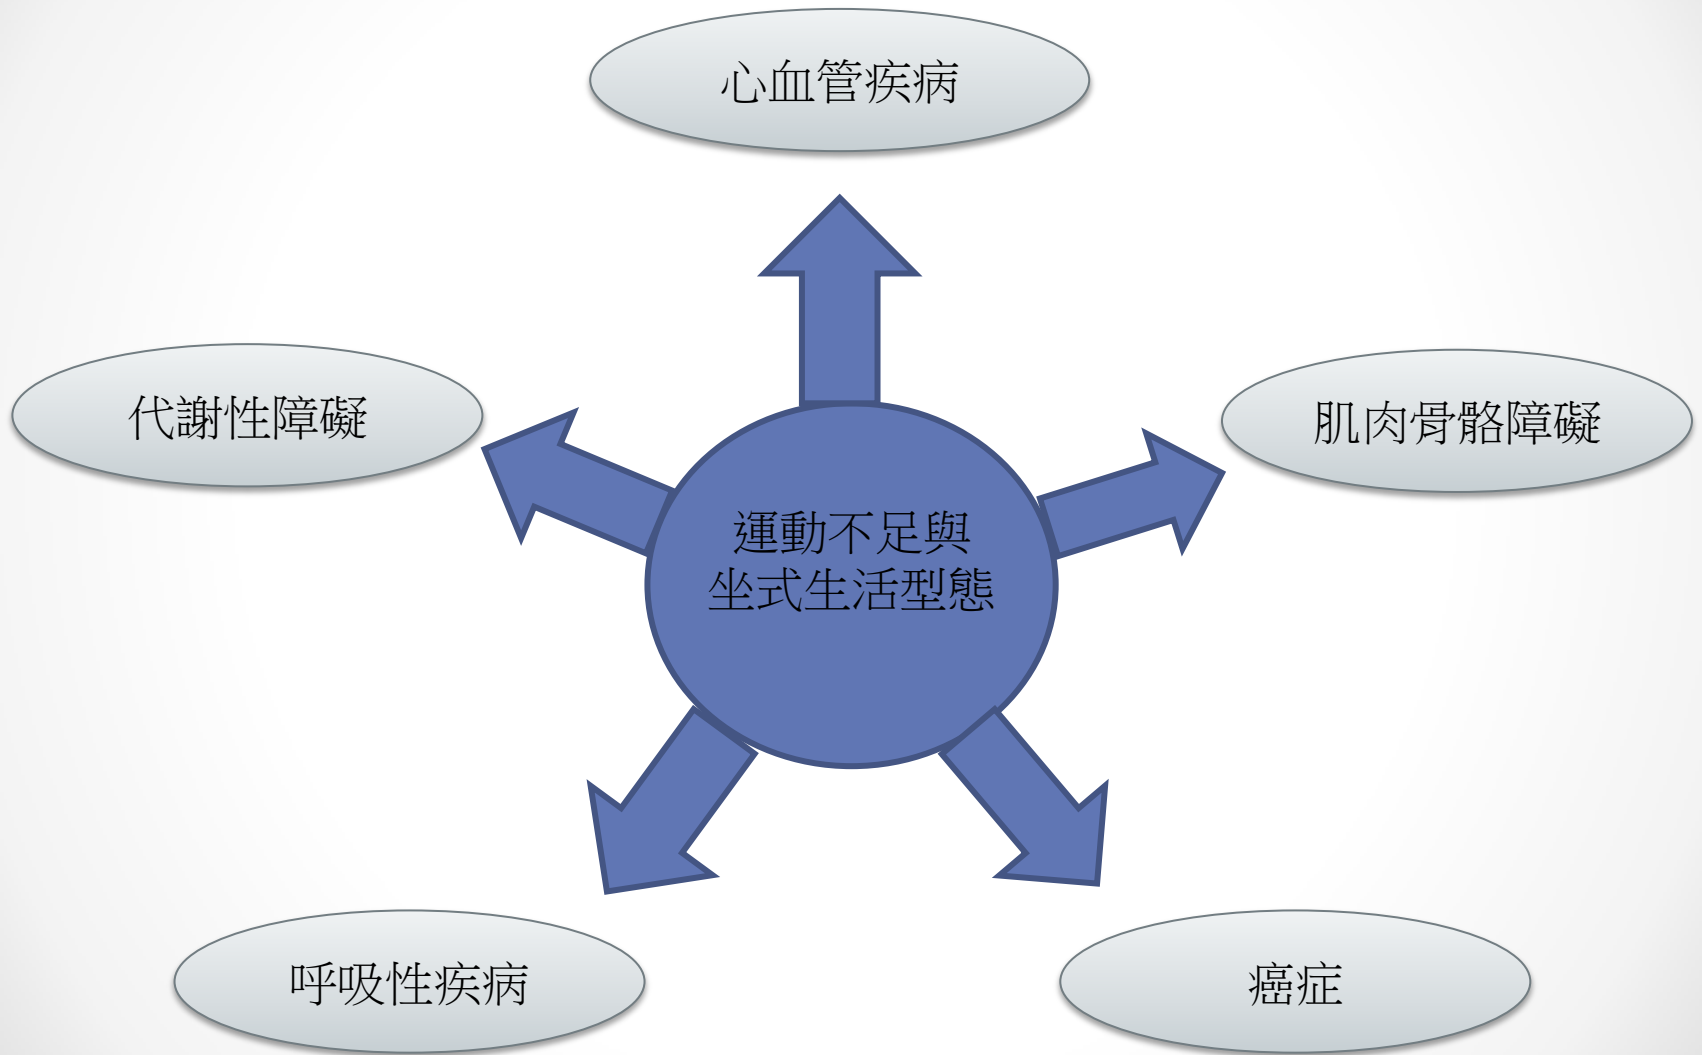 心血管疾病
代謝性障礙
肌肉骨骼障礙
運動不足與
坐式生活型態
呼吸性疾病
癌症